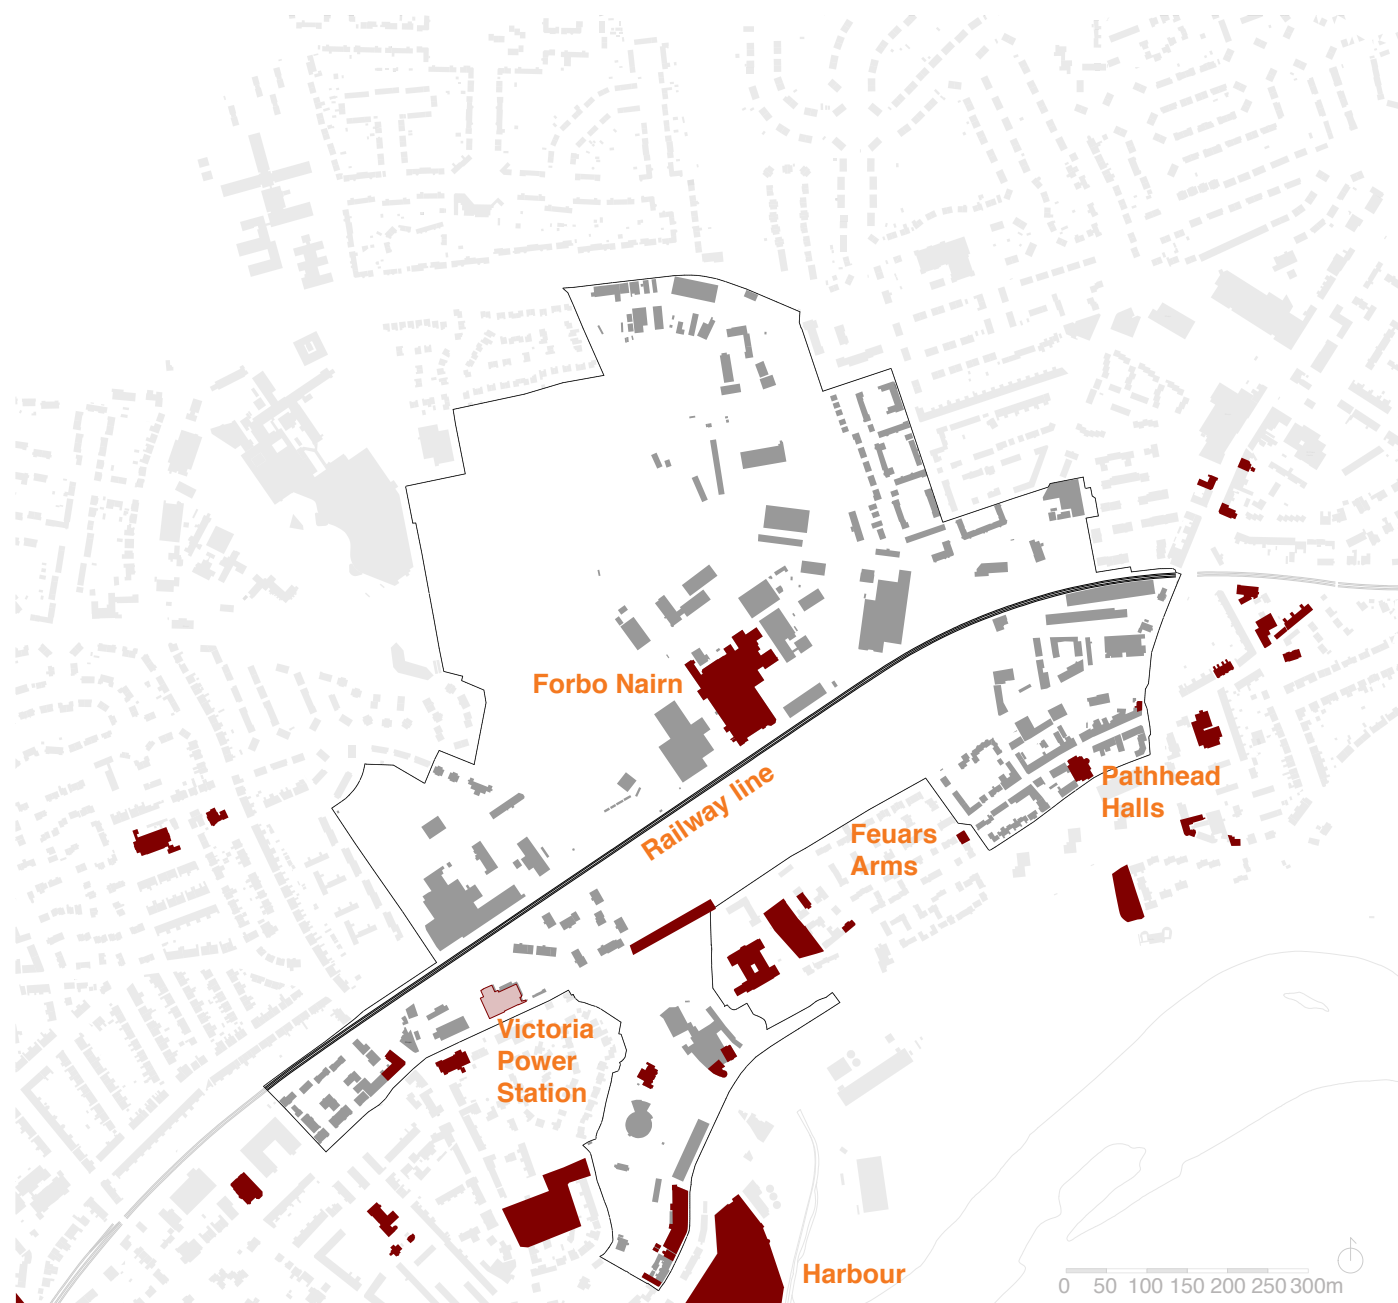 Forbo Nairn
Railway line
Pathhead
Halls
Feuars
Arms
Victoria
Power
Station
Harbour
0 50 100 150 200 250 300m